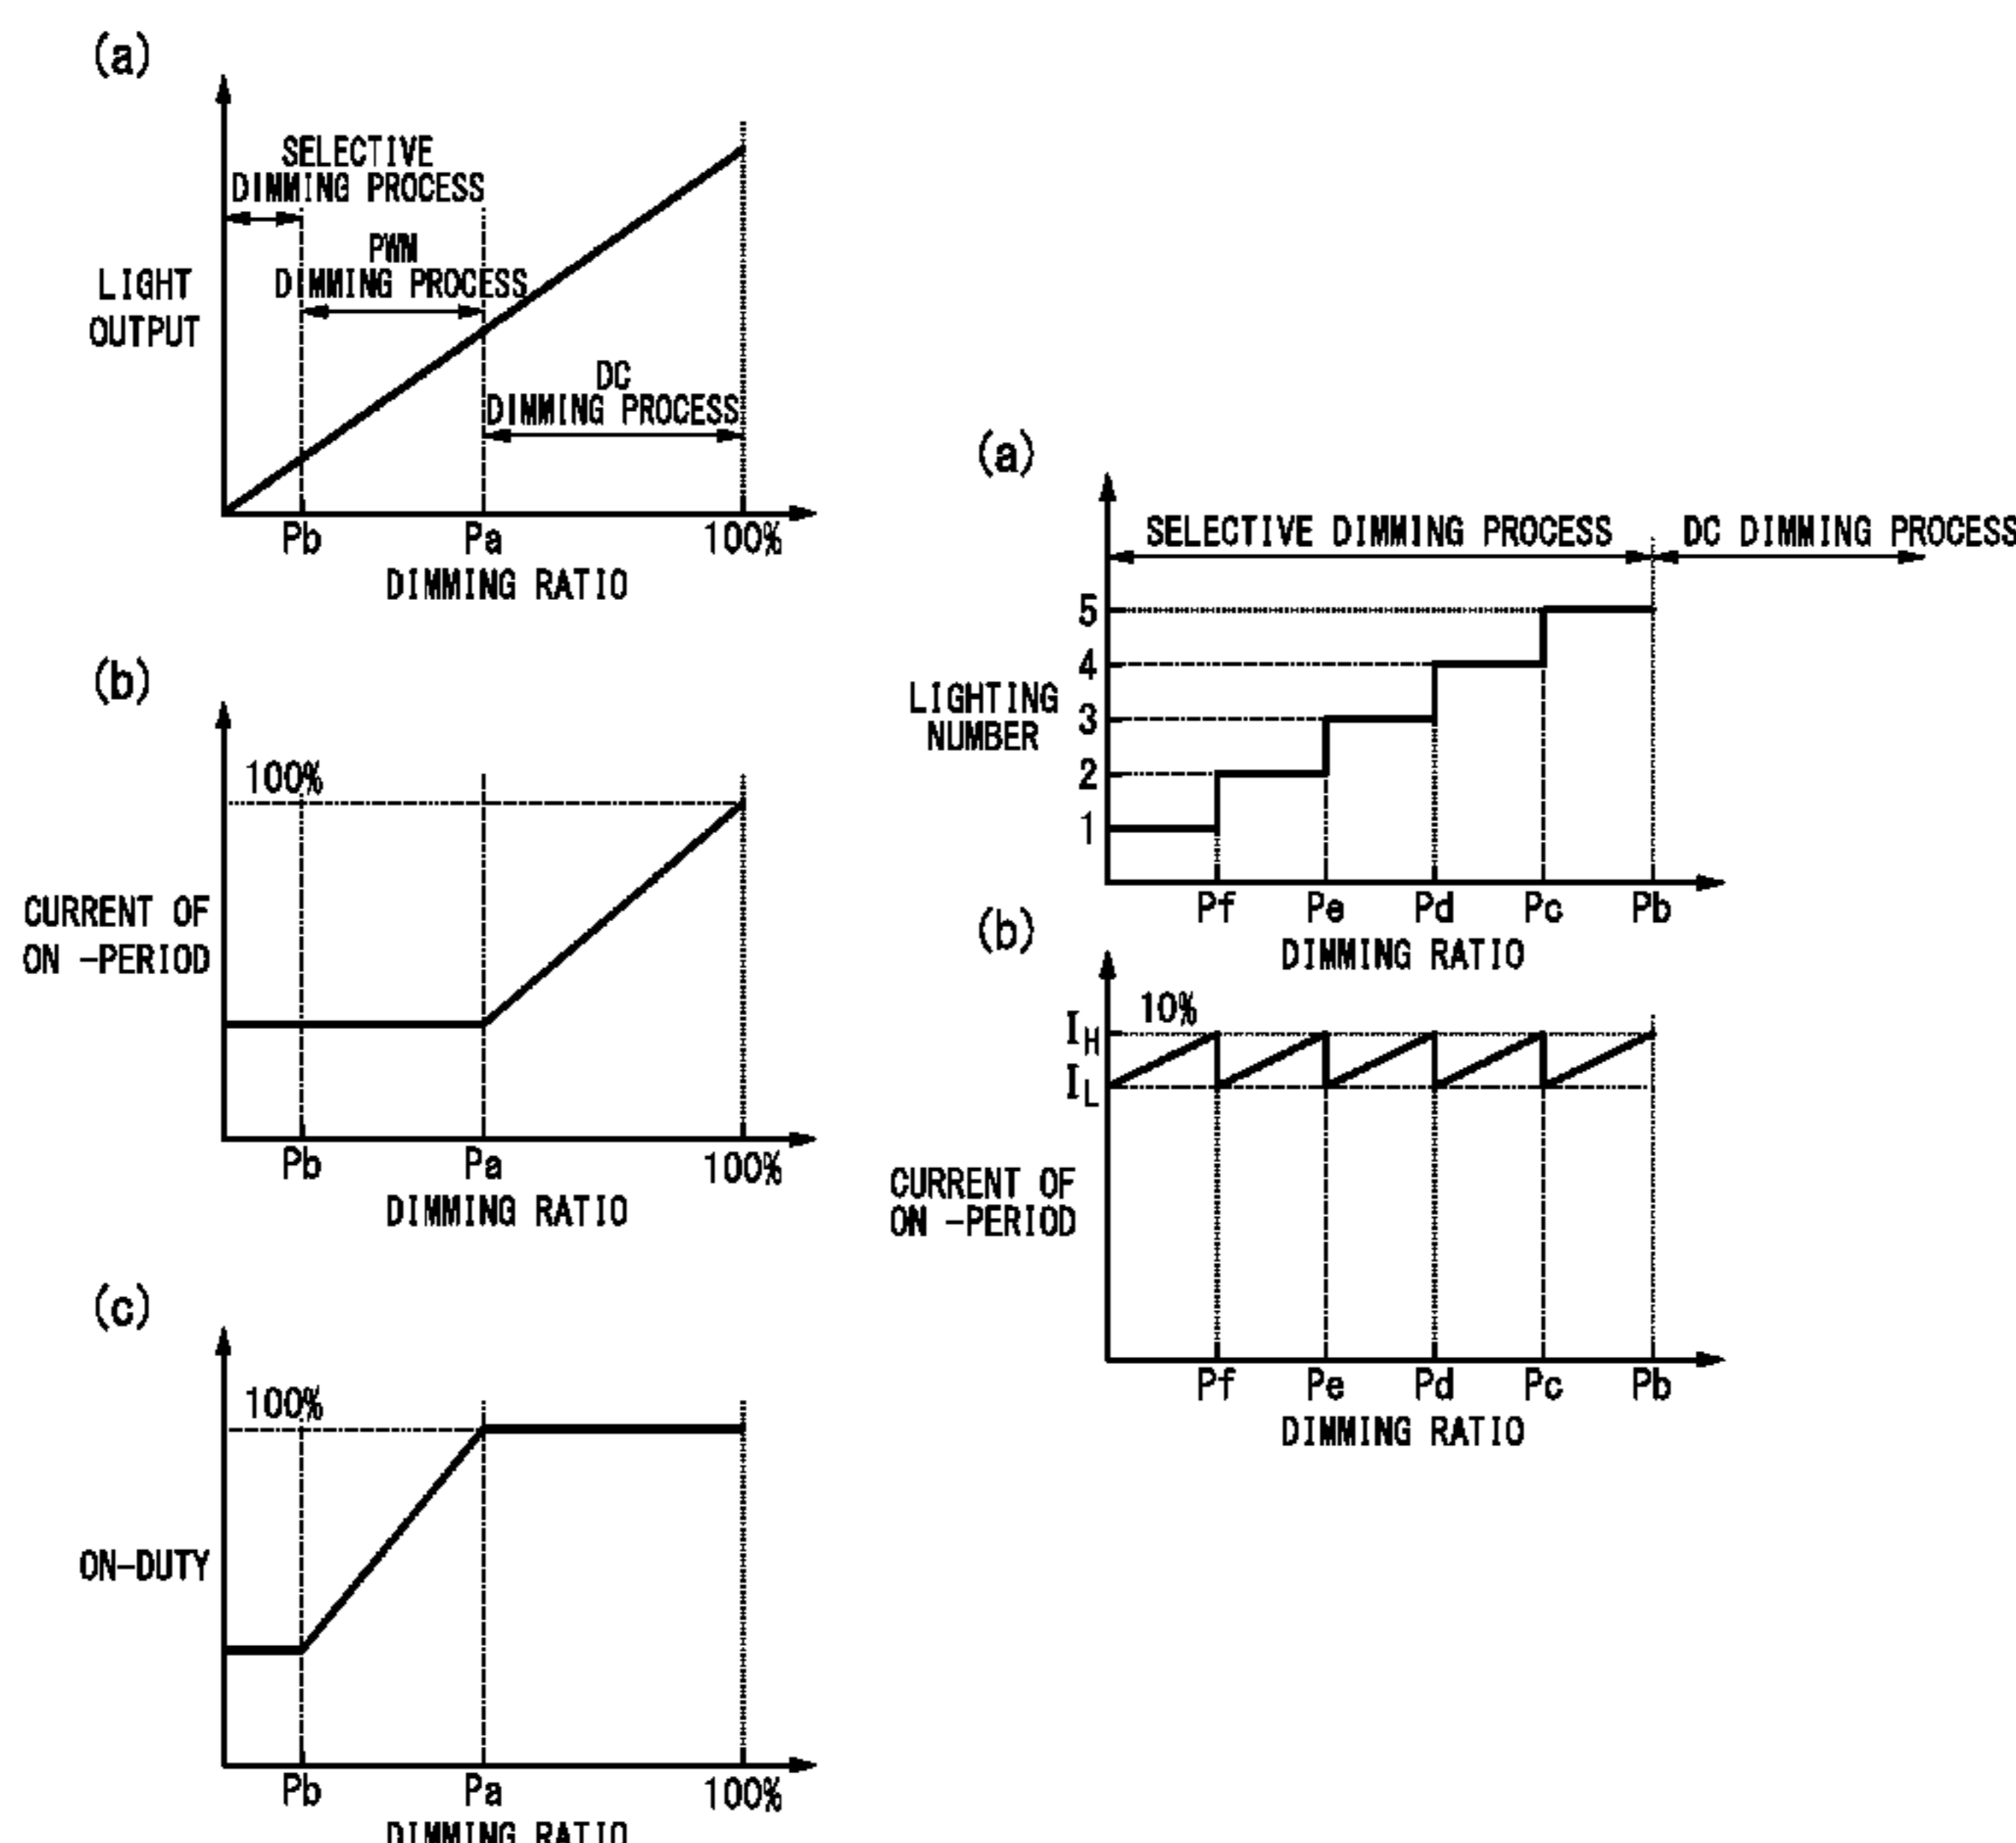 (a)
SELECTIVE
DIMMING PROCESS
PWM
DIMMING PROCESS
LIGHT
OUTPUT
DC
DIMMING PROCESS
Pb
Pa
100%
DIMMING RATIO
(b)
100%
CURRENT OF
ON -PERIOD
Pb
Pa
100%
DIMMING RATIO
(c)
100%
ON-DUTY
Pb
Pa
100%
DIMMING RATIO
(a)
SELECTIVE DIMMING PROCESS
DC DIMMING PROCESS
5
4
LIGHTING
NUMBER
3
2
1
Pf
Pe
Pd
Pc
Pb
DIMMING RATIO
(b)
10%
IH
IL
CURRENT OF
ON -PERIOD
Pf
Pe
Pd
Pc
Pb
DIMMING RATIO